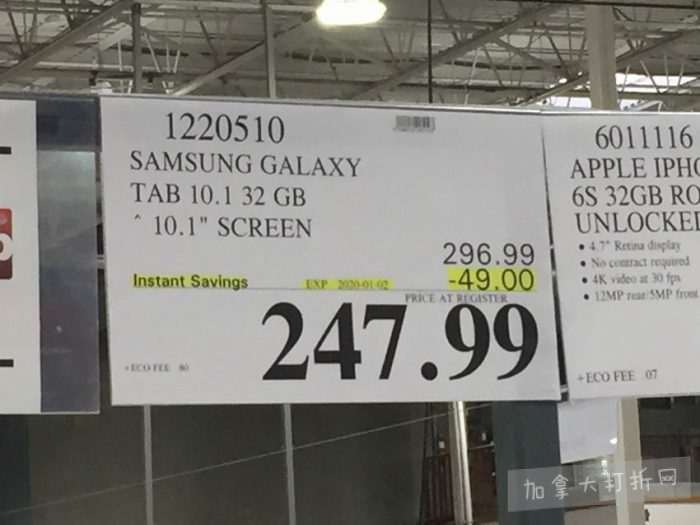 1220510
SAMSUNG GALAXY
TAB 10.1 32 GB
^ 10.1" SCREEN
296.99
Instant Savings EXP 2020-01-02 -49.00
PRICE AT REGISTER
247.99
+ECO FEE 80
6011116
APPLE IPHO
6S 32GB RO
UNLOCKED
• 4.7" Retina display
• No contract required
• 4K video at 30 fps
• 12MP rear/5MP front
+ECO FEE .07
加拿大打折网